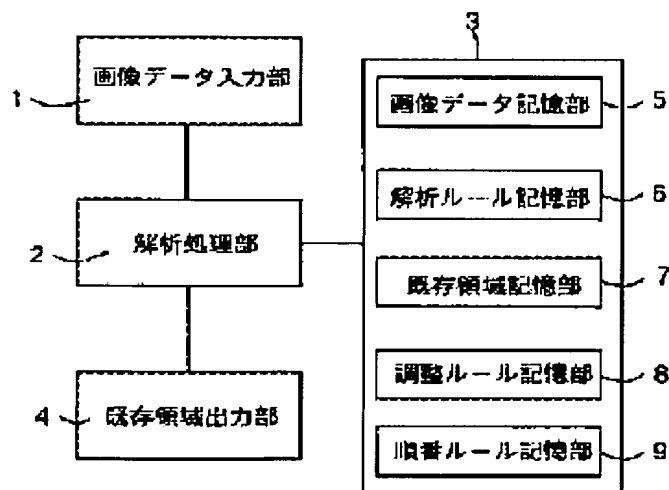 3
画像データ入力部
1
画像データ記憶部
5
解析ルール記憶部
6
解析処理部
2
既存領域記憶部
7
調整ルール記憶部
8
既存領域出力部
4
順番ルール記憶部
9